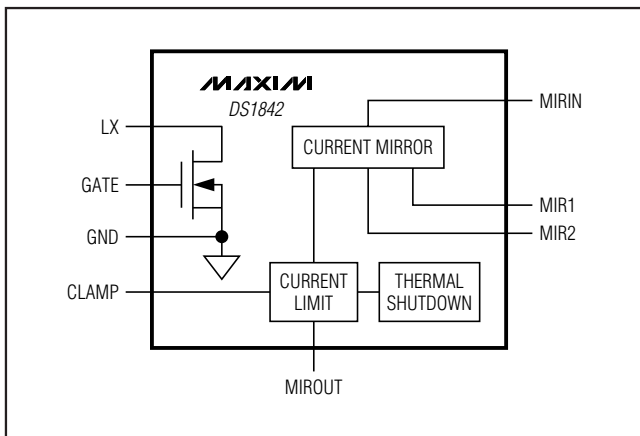 MAXIM
DS1842
LX
GATE
GND
CLAMP
CURRENT MIRROR
MIRIN
MIR1
MIR2
CURRENT
LIMIT
THERMAL
SHUTDOWN
MIROUT